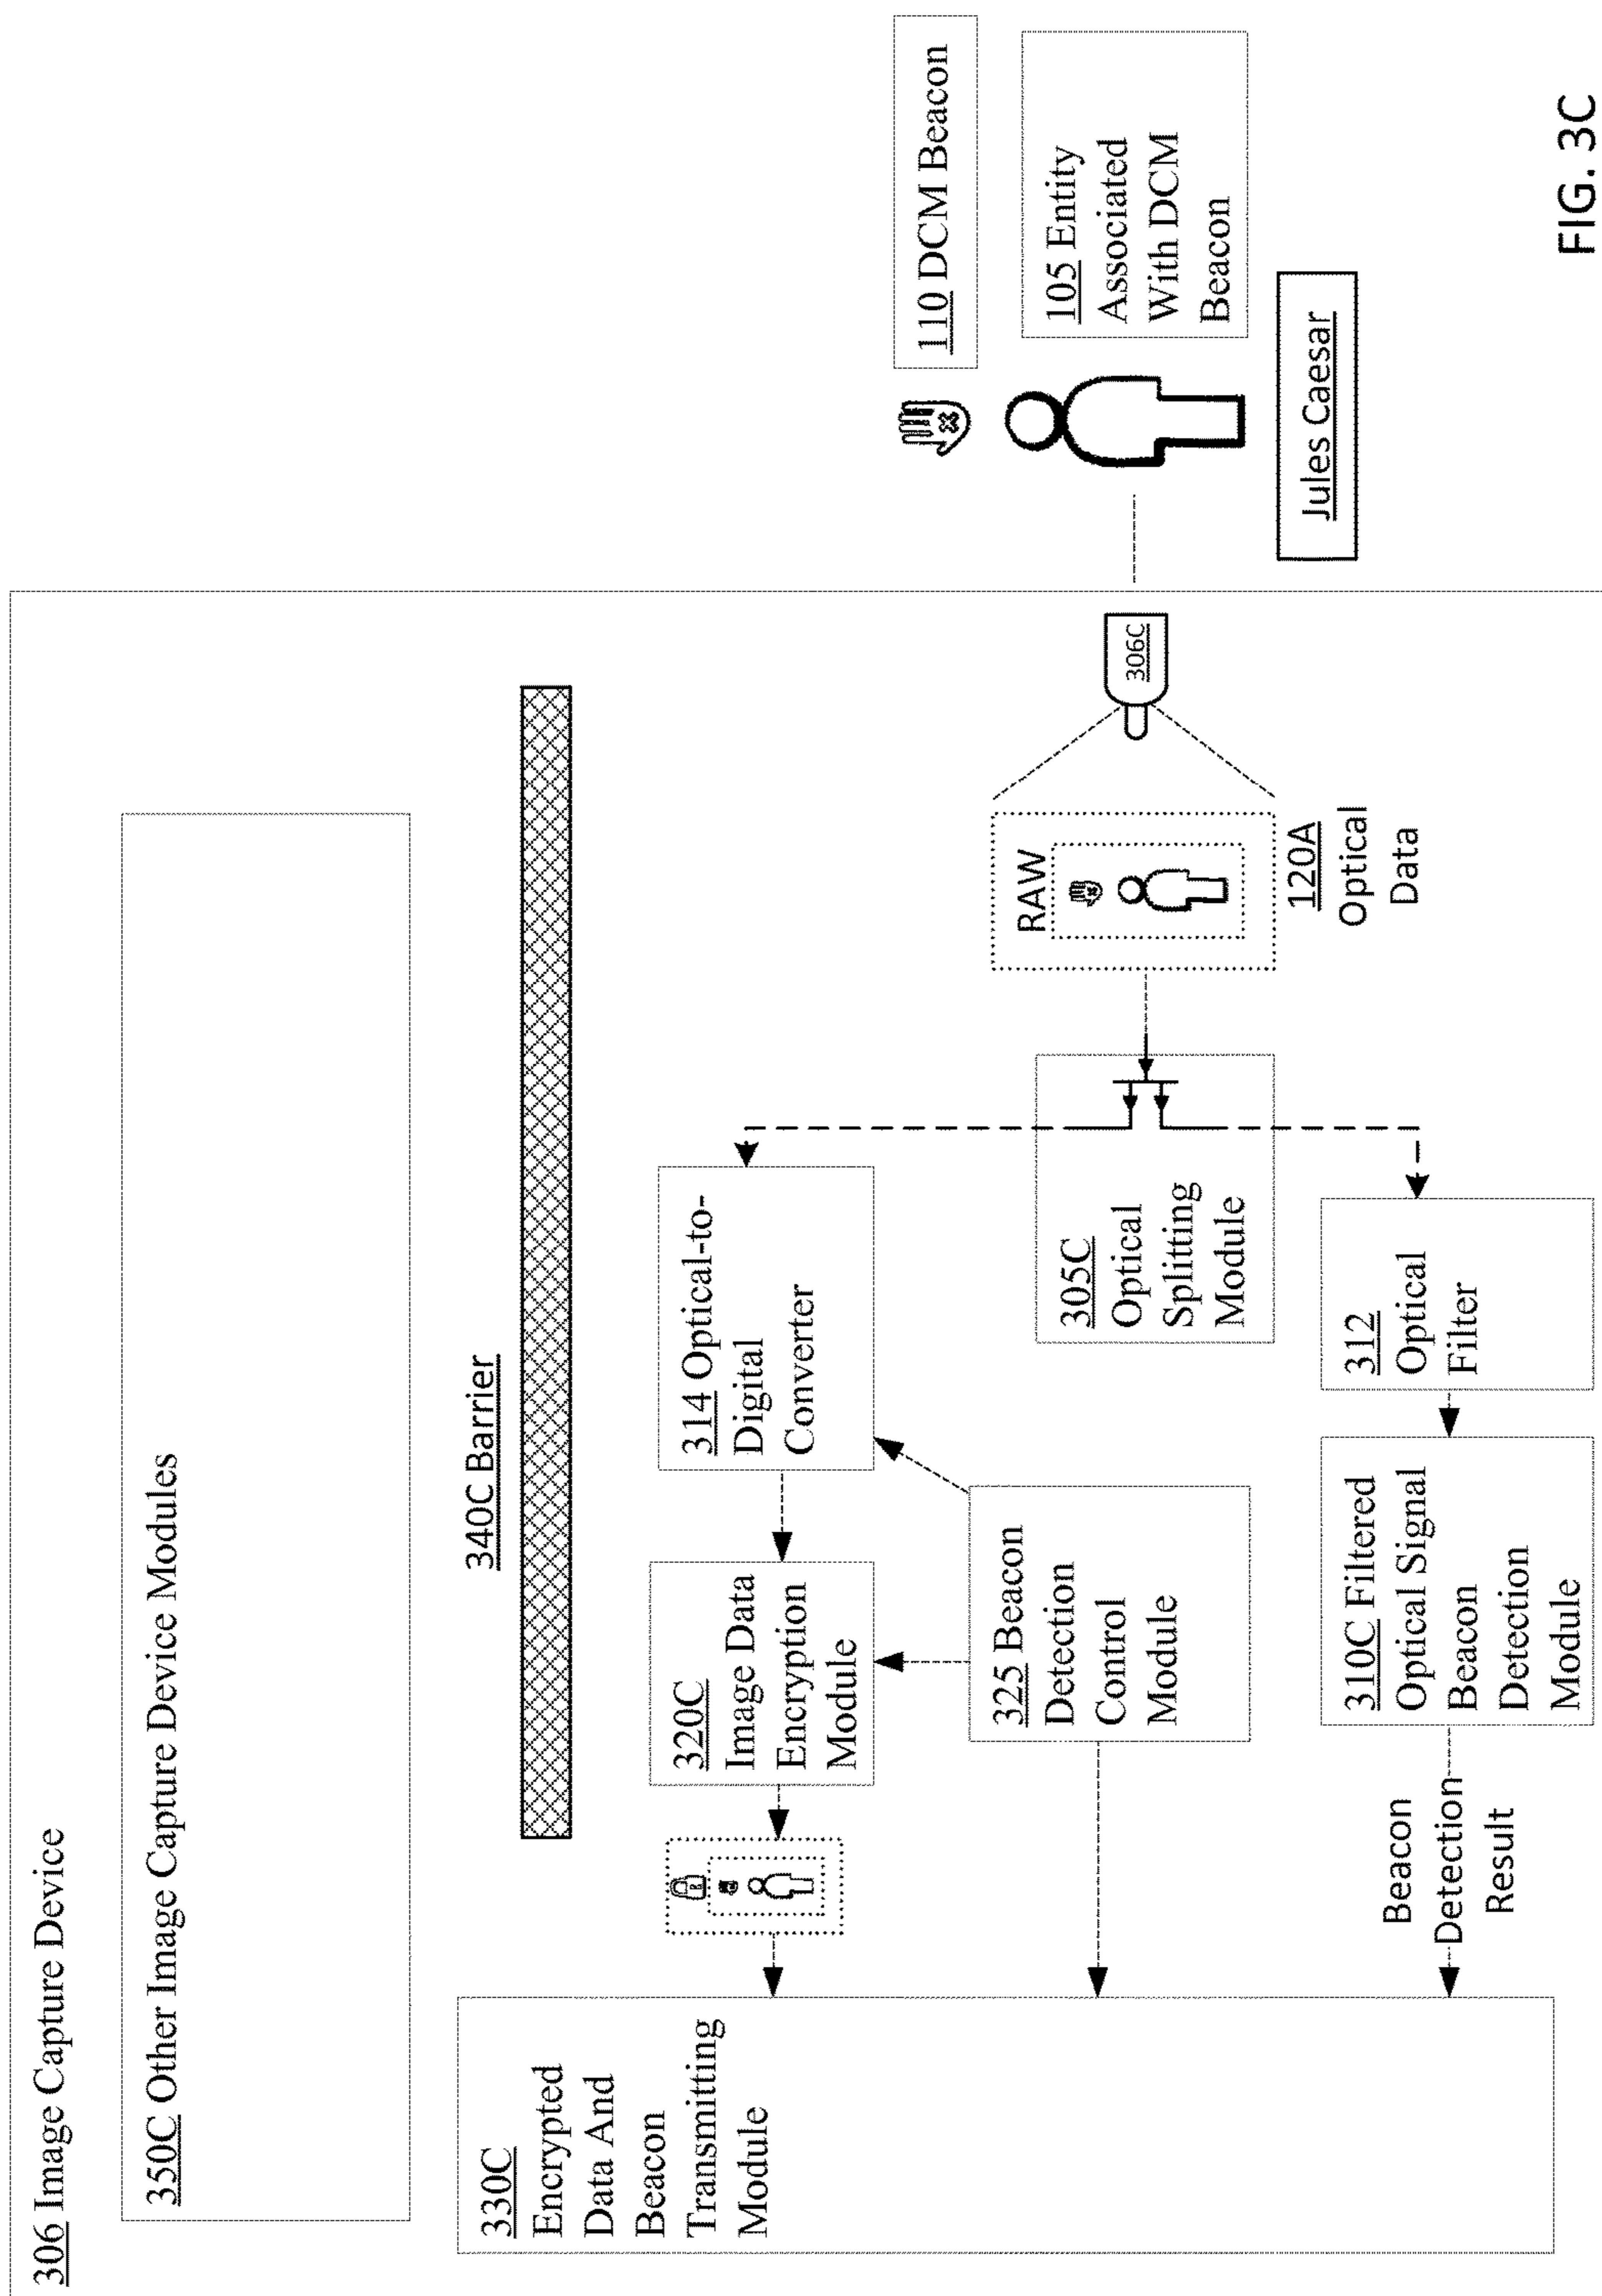 306 Image Capture Device
350C Other Image Capture Device Modules
340C Barrier
330C
Encrypted
Data And
Beacon
Transmitting
Module
320C
Image Data
Encryption
Module
314 Optical-to-
Digital
Converter
325 Beacon
Detection
Control
Module
305C
Optical
Splitting
Module
RAW
120A
Optical
Data
306C
110 DCM Beacon
105 Entity
Associated
With DCM
Beacon
Jules Caesar
Beacon
Detection
Result
310C Filtered
Optical Signal
Beacon
Detection
Module
312
Optical
Filter
FIG. 3C